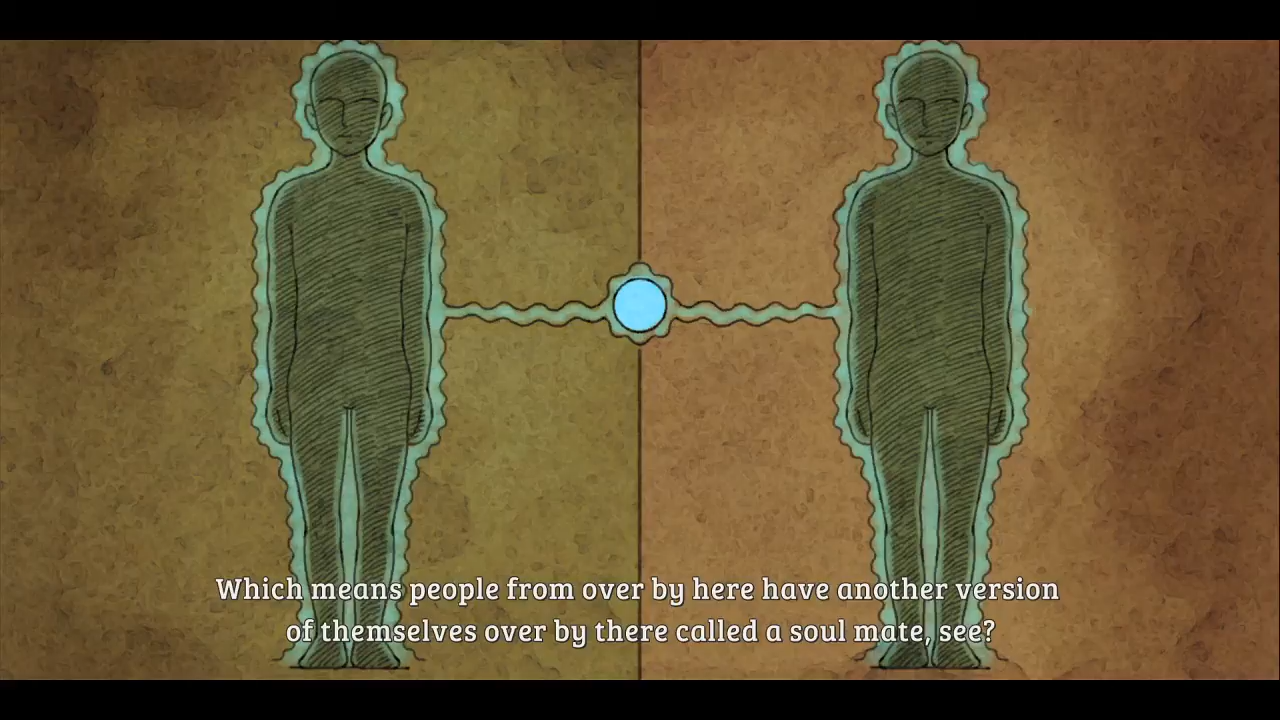 Which means people from over by here have another version
of themselves over by there called a soul mate, see?